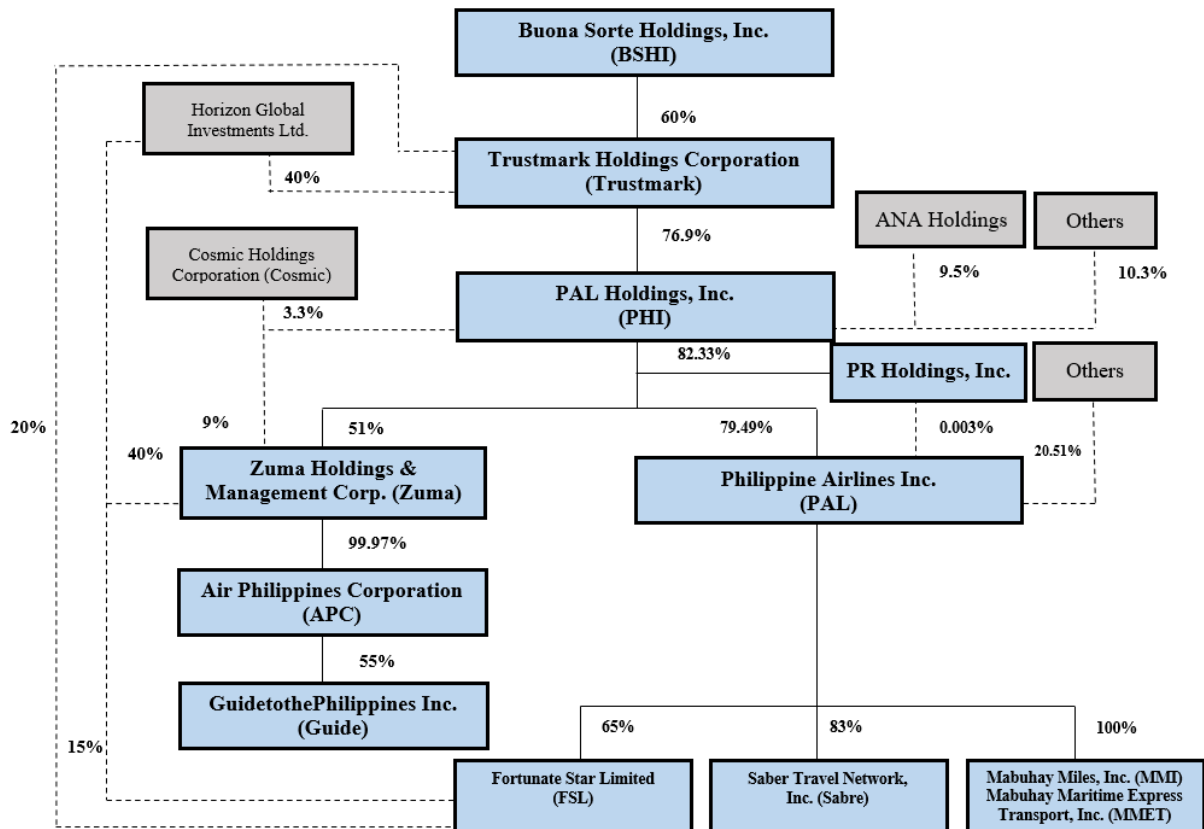 Buona Sorte Holdings, Inc.
(BSHI)
60%
Horizon Global
Investments Ltd.
40%
Trustmark Holdings Corporation
(Trustmark)
76.9%
ANA Holdings
9.5%
Others
10.3%
Cosmic Holdings
Corporation (Cosmic)
3.3%
PAL Holdings, Inc.
(PHI)
82.33%
PR Holdings, Inc.
Others
20%
9%
40%
51%
79.49%
0.003%
20.51%
Zuma Holdings &
Management Corp. (Zuma)
Philippine Airlines Inc.
(PAL)
99.97%
Air Philippines Corporation
(APC)
55%
GuidetothePhilippines Inc.
(Guide)
15%
65%
83%
100%
Fortunate Star Limited
(FSL)
Saber Travel Network,
Inc. (Sabre)
Mabuhay Miles, Inc. (MMI)
Mabuhay Maritime Express
Transport, Inc. (MMET)